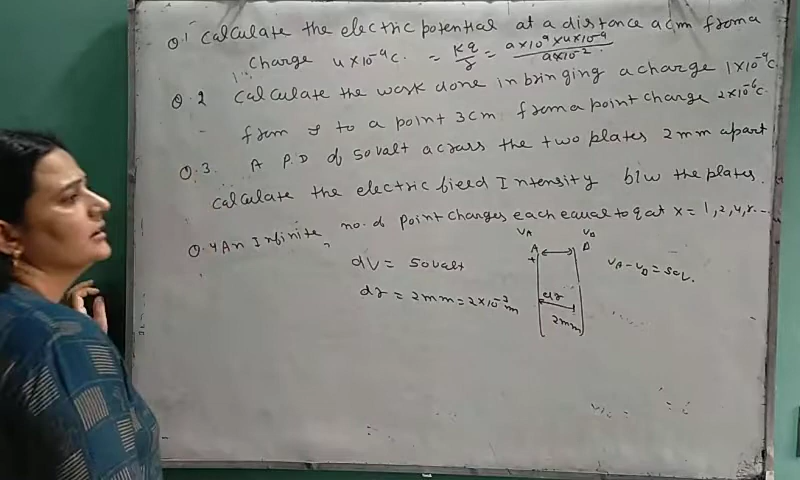 Q.1 Calculate the electric potential at a distance 9cm from a
Charge 4×10⁻⁹c. = Kq/r = 9×10⁹×4×10⁻⁹/9×10⁻²
Q.2 Calculate the work done in bringing a charge 1×10⁻⁹c.
from ∞ to a point 3cm from a point charge 2×10⁻⁶c.
Q.3. A P.D of 50 volt across the two plates 2mm apart
calculate the electric field Intensity b/w the plates.
Q.4 An Infinite no. of point charges each equal to q at x = 1,2,4,8...
VA VB
A B
dV = 50 volt
VA - VB = 50V.
+
dr = 2mm = 2×10⁻³m
dr
2mm